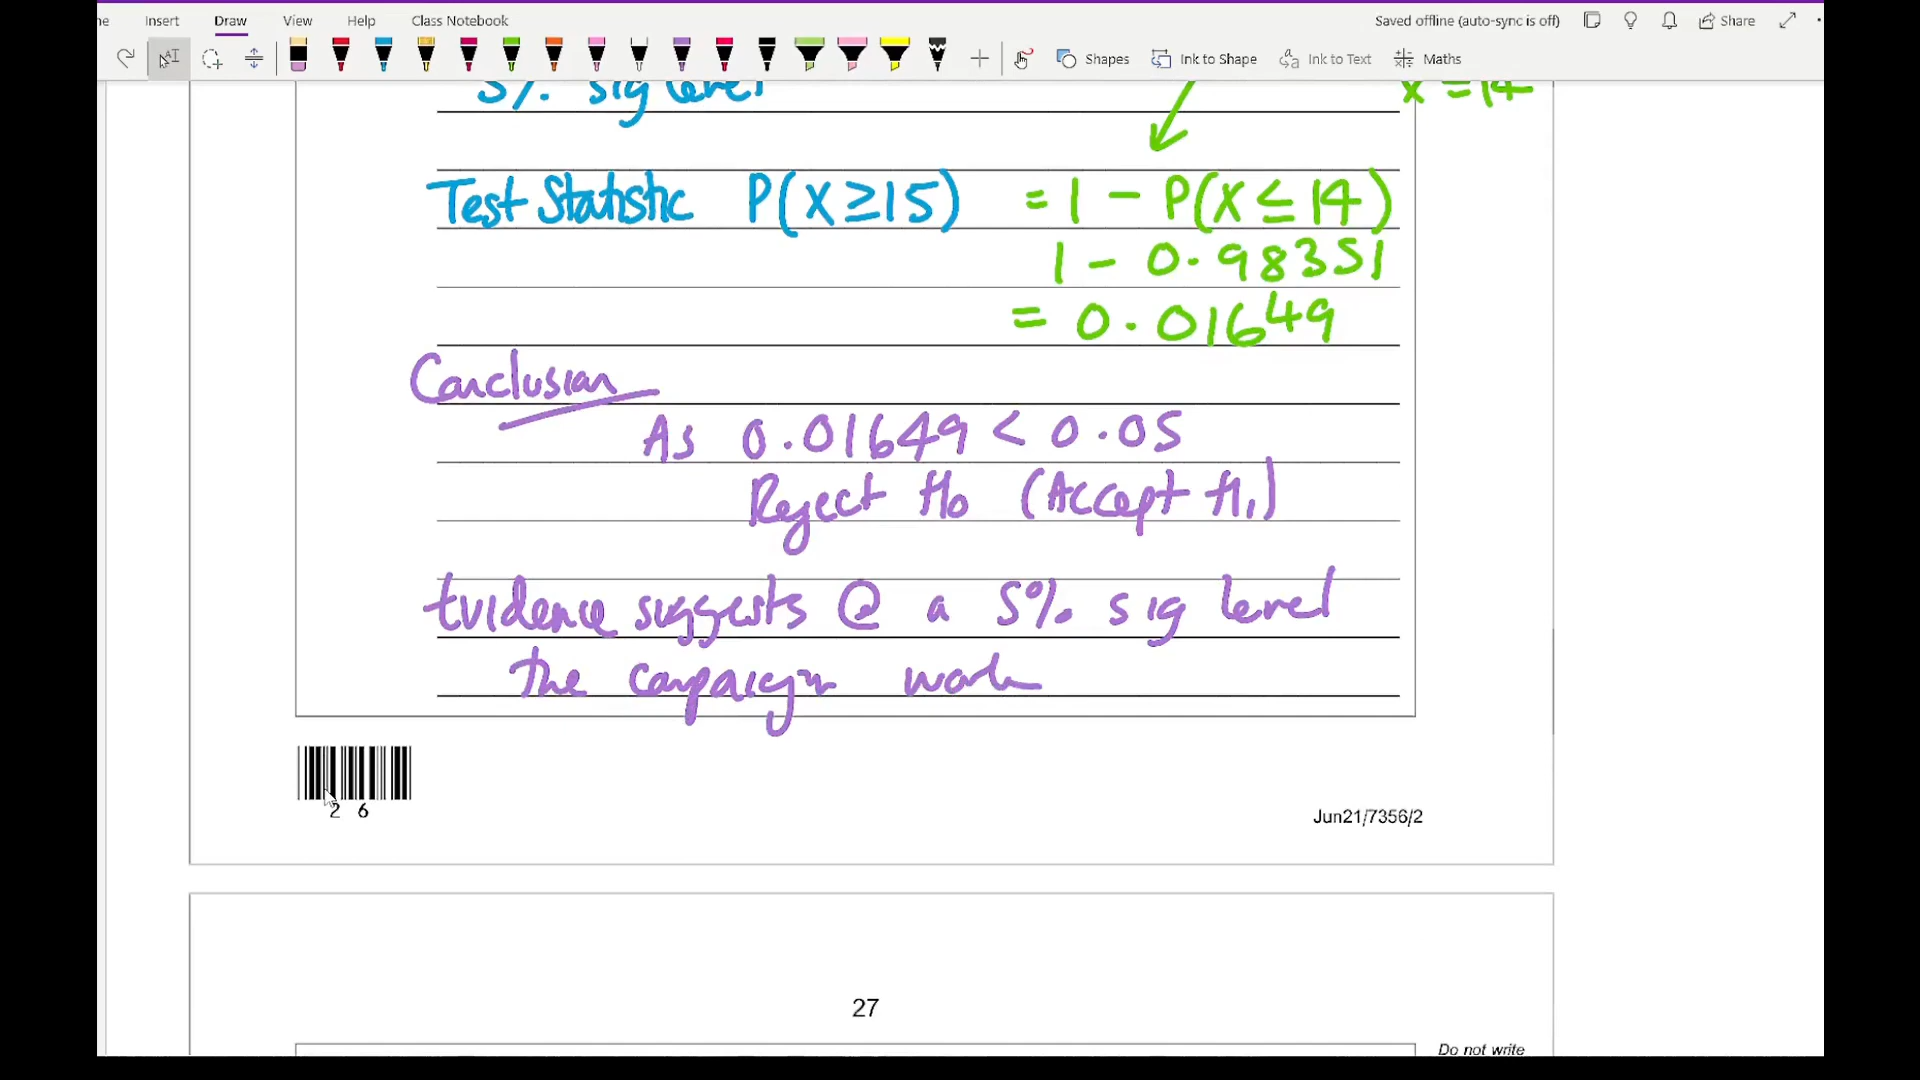 Insert Draw View Help Class Notebook Saved offline (auto-sync is off) Share
Shapes Ink to Shape Ink to Text Maths
5% sig level
x = 14
Test Statistic P(X ≥ 15) = 1 - P(X ≤ 14)
1 - 0.98351
= 0.01649
Conclusion
As 0.01649 < 0.05
Reject H₀ (Accept H₁)
Evidence suggests @ a 5% sig level
the campaign work
2 6
Jun21/7356/2
27
Do not write